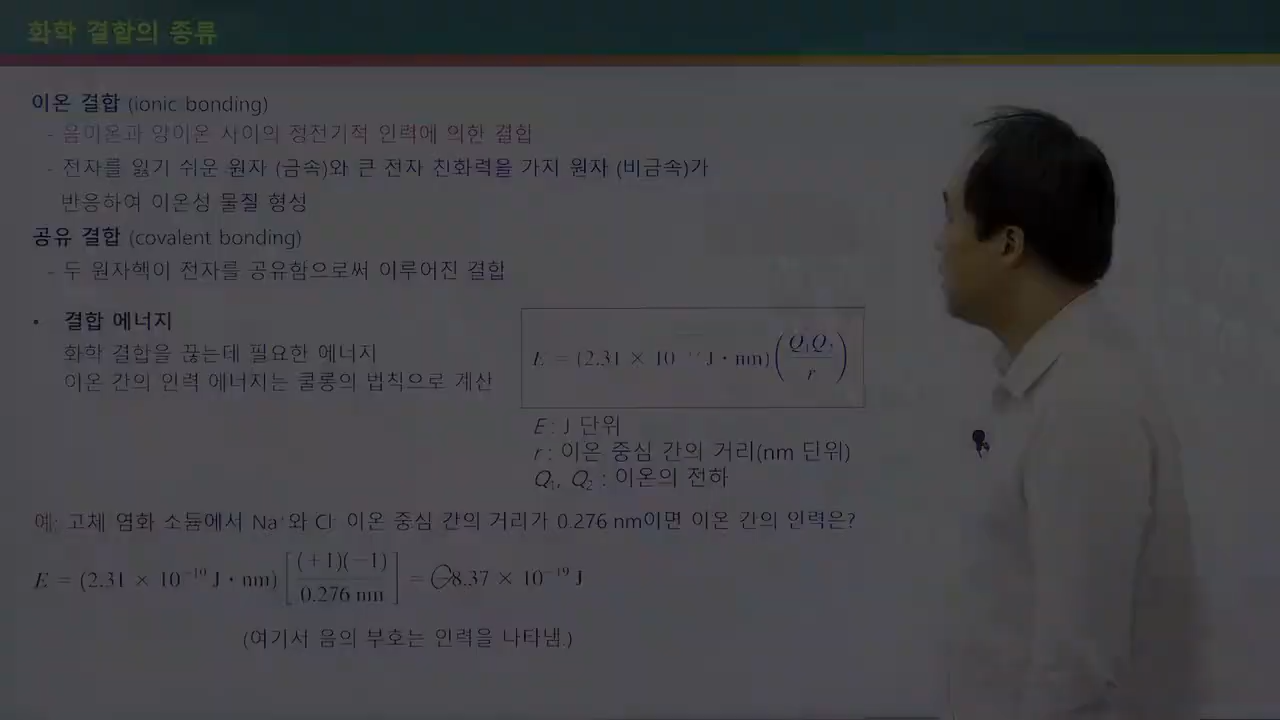 화학 결합의 종류
이온 결합 (ionic bonding)
- 음이온과 양이온 사이의 정전기적 인력에 의한 결합
- 전자를 잃기 쉬운 원자 (금속)와 큰 전자 친화력을 가지 원자 (비금속)가
반응하여 이온성 물질 형성
공유 결합 (covalent bonding)
- 두 원자핵이 전자를 공유함으로써 이루어진 결합
• 결합 에너지
화학 결합을 끊는데 필요한 에너지
이온 간의 인력 에너지는 쿨롱의 법칙으로 계산
E = (2.31 × 10 J · nm) (Q₁Q₂ / r)
E : J 단위
r : 이온 중심 간의 거리(nm 단위)
Q₁, Q₂ : 이온의 전하
예: 고체 염화 소듐에서 Na⁺와 Cl⁻ 이온 중심 간의 거리가 0.276 nm이면 이온 간의 인력은?
E = (2.31 × 10⁻¹⁹ J · nm) [(+1)(−1) / 0.276 nm] = −8.37 × 10⁻¹⁹ J
(여기서 음의 부호는 인력을 나타냄.)